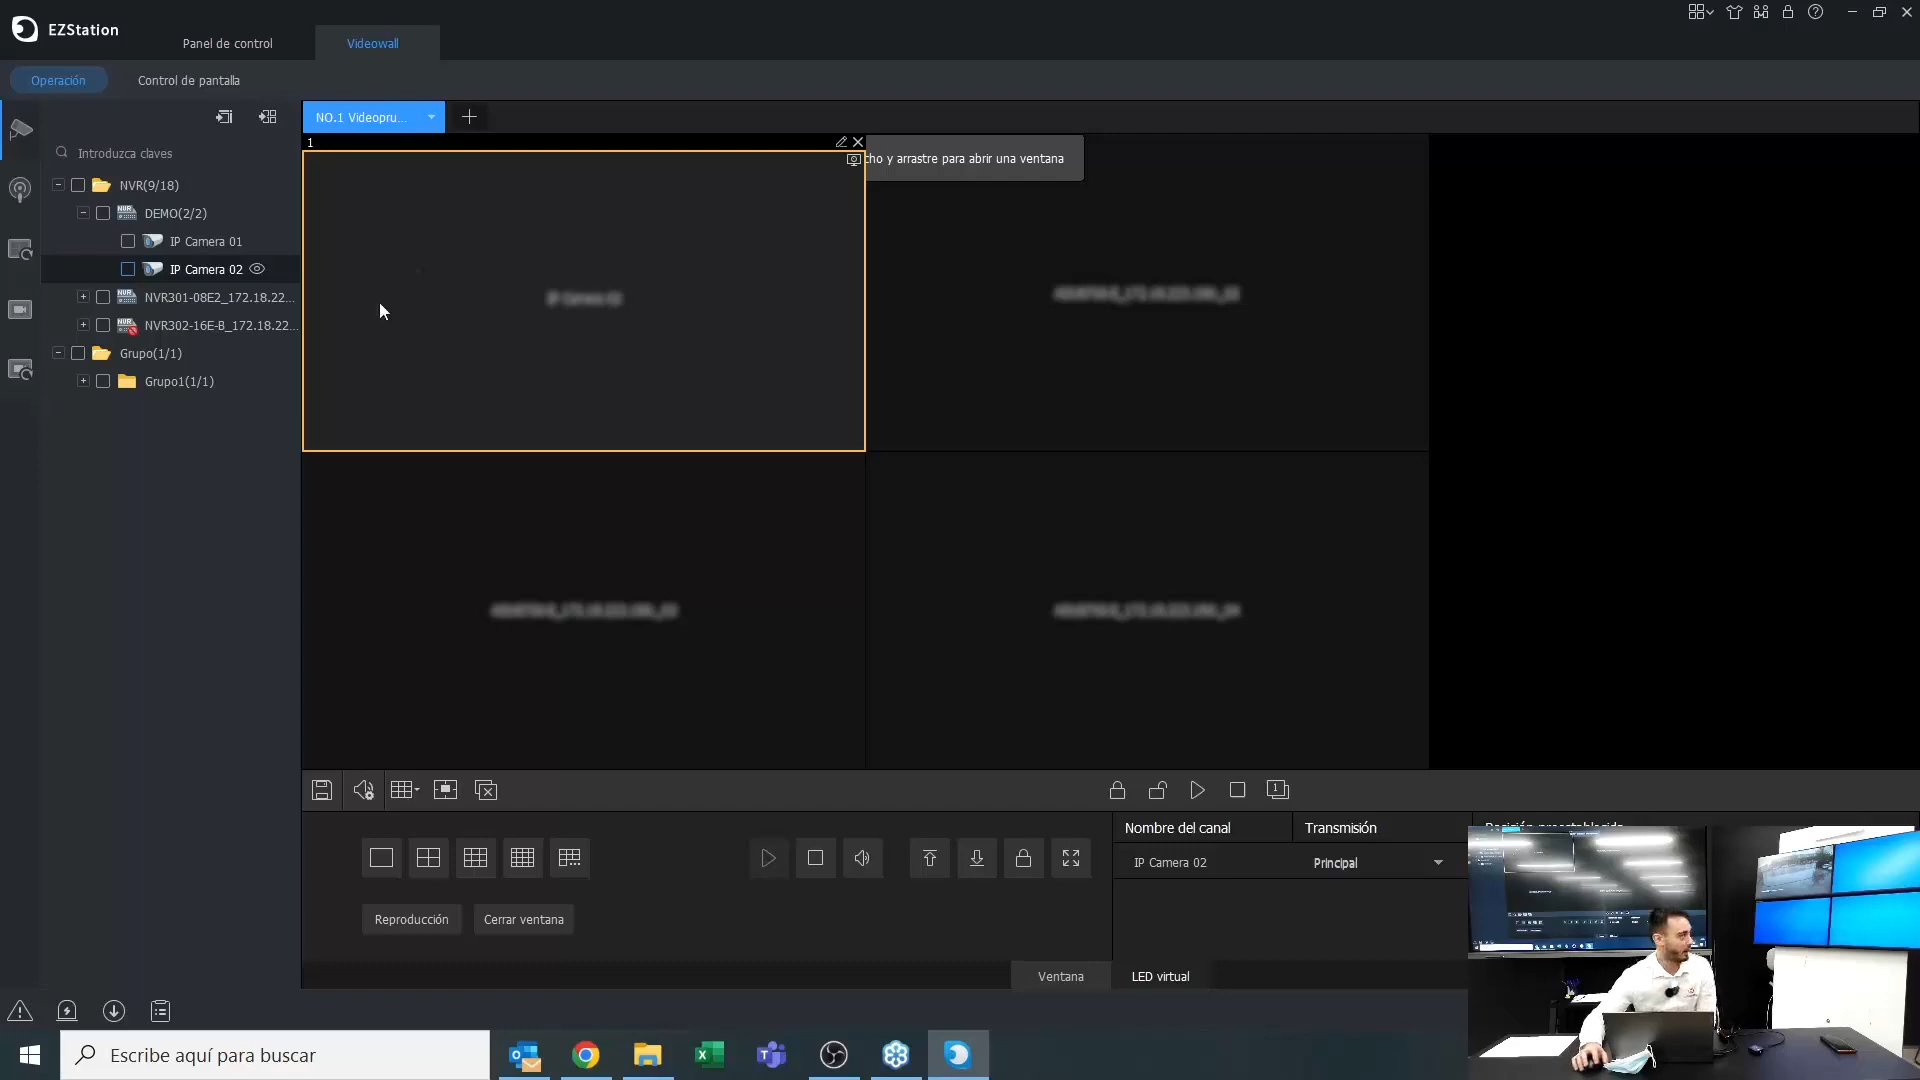 EZStation
Panel de control
Videowall
Operación
Control de pantalla
NO.1 Videopru...
1
cho y arrastre para abrir una ventana
Introduzca claves
NVR(9/18)
DEMO(2/2)
IP Camera 01
IP Camera 02
NVR301-08E2_172.18.22...
NVR302-16E-B_172.18.22...
Grupo(1/1)
Grupo1(1/1)
IP Camera 02
Nombre del canal
Transmisión
IP Camera 02
Principal
Reproducción
Cerrar ventana
Ventana
LED virtual
Escribe aquí para buscar